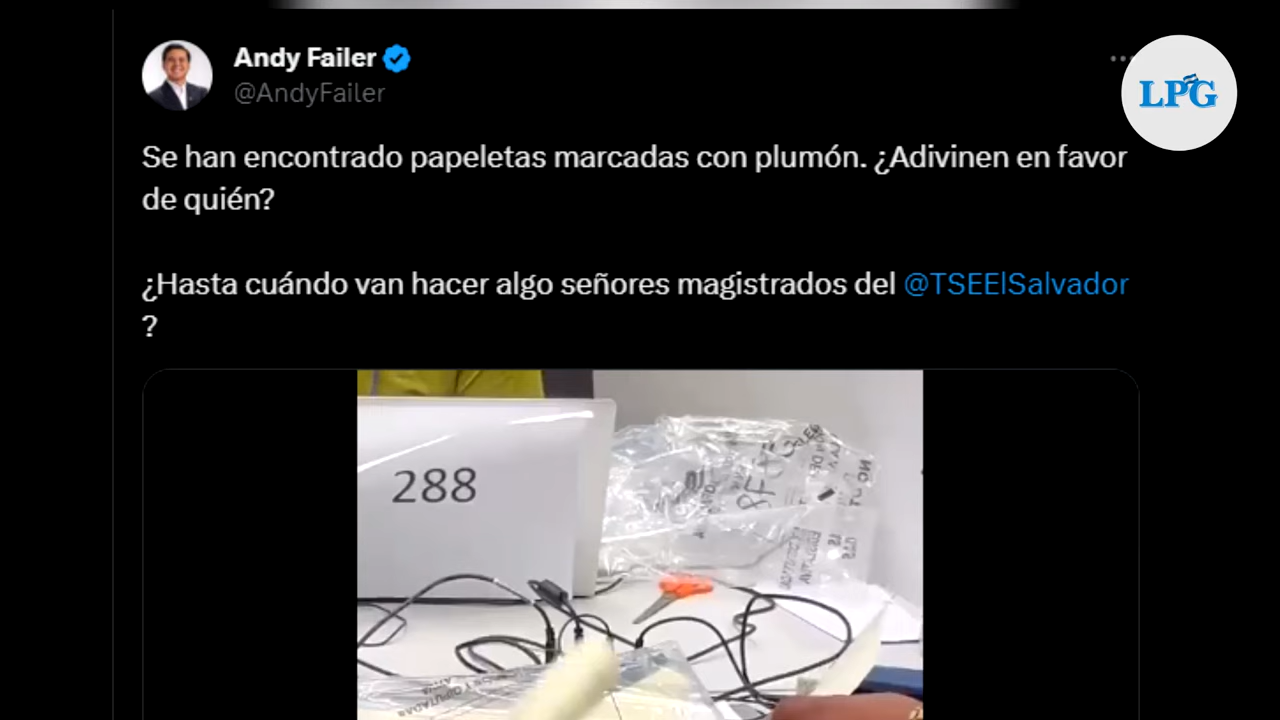 Andy Failer
@AndyFailer
LPG
Se han encontrado papeletas marcadas con plumón. ¿Adivinen en favor
de quién?
¿Hasta cuándo van hacer algo señores magistrados del @TSEElSalvador
?
288